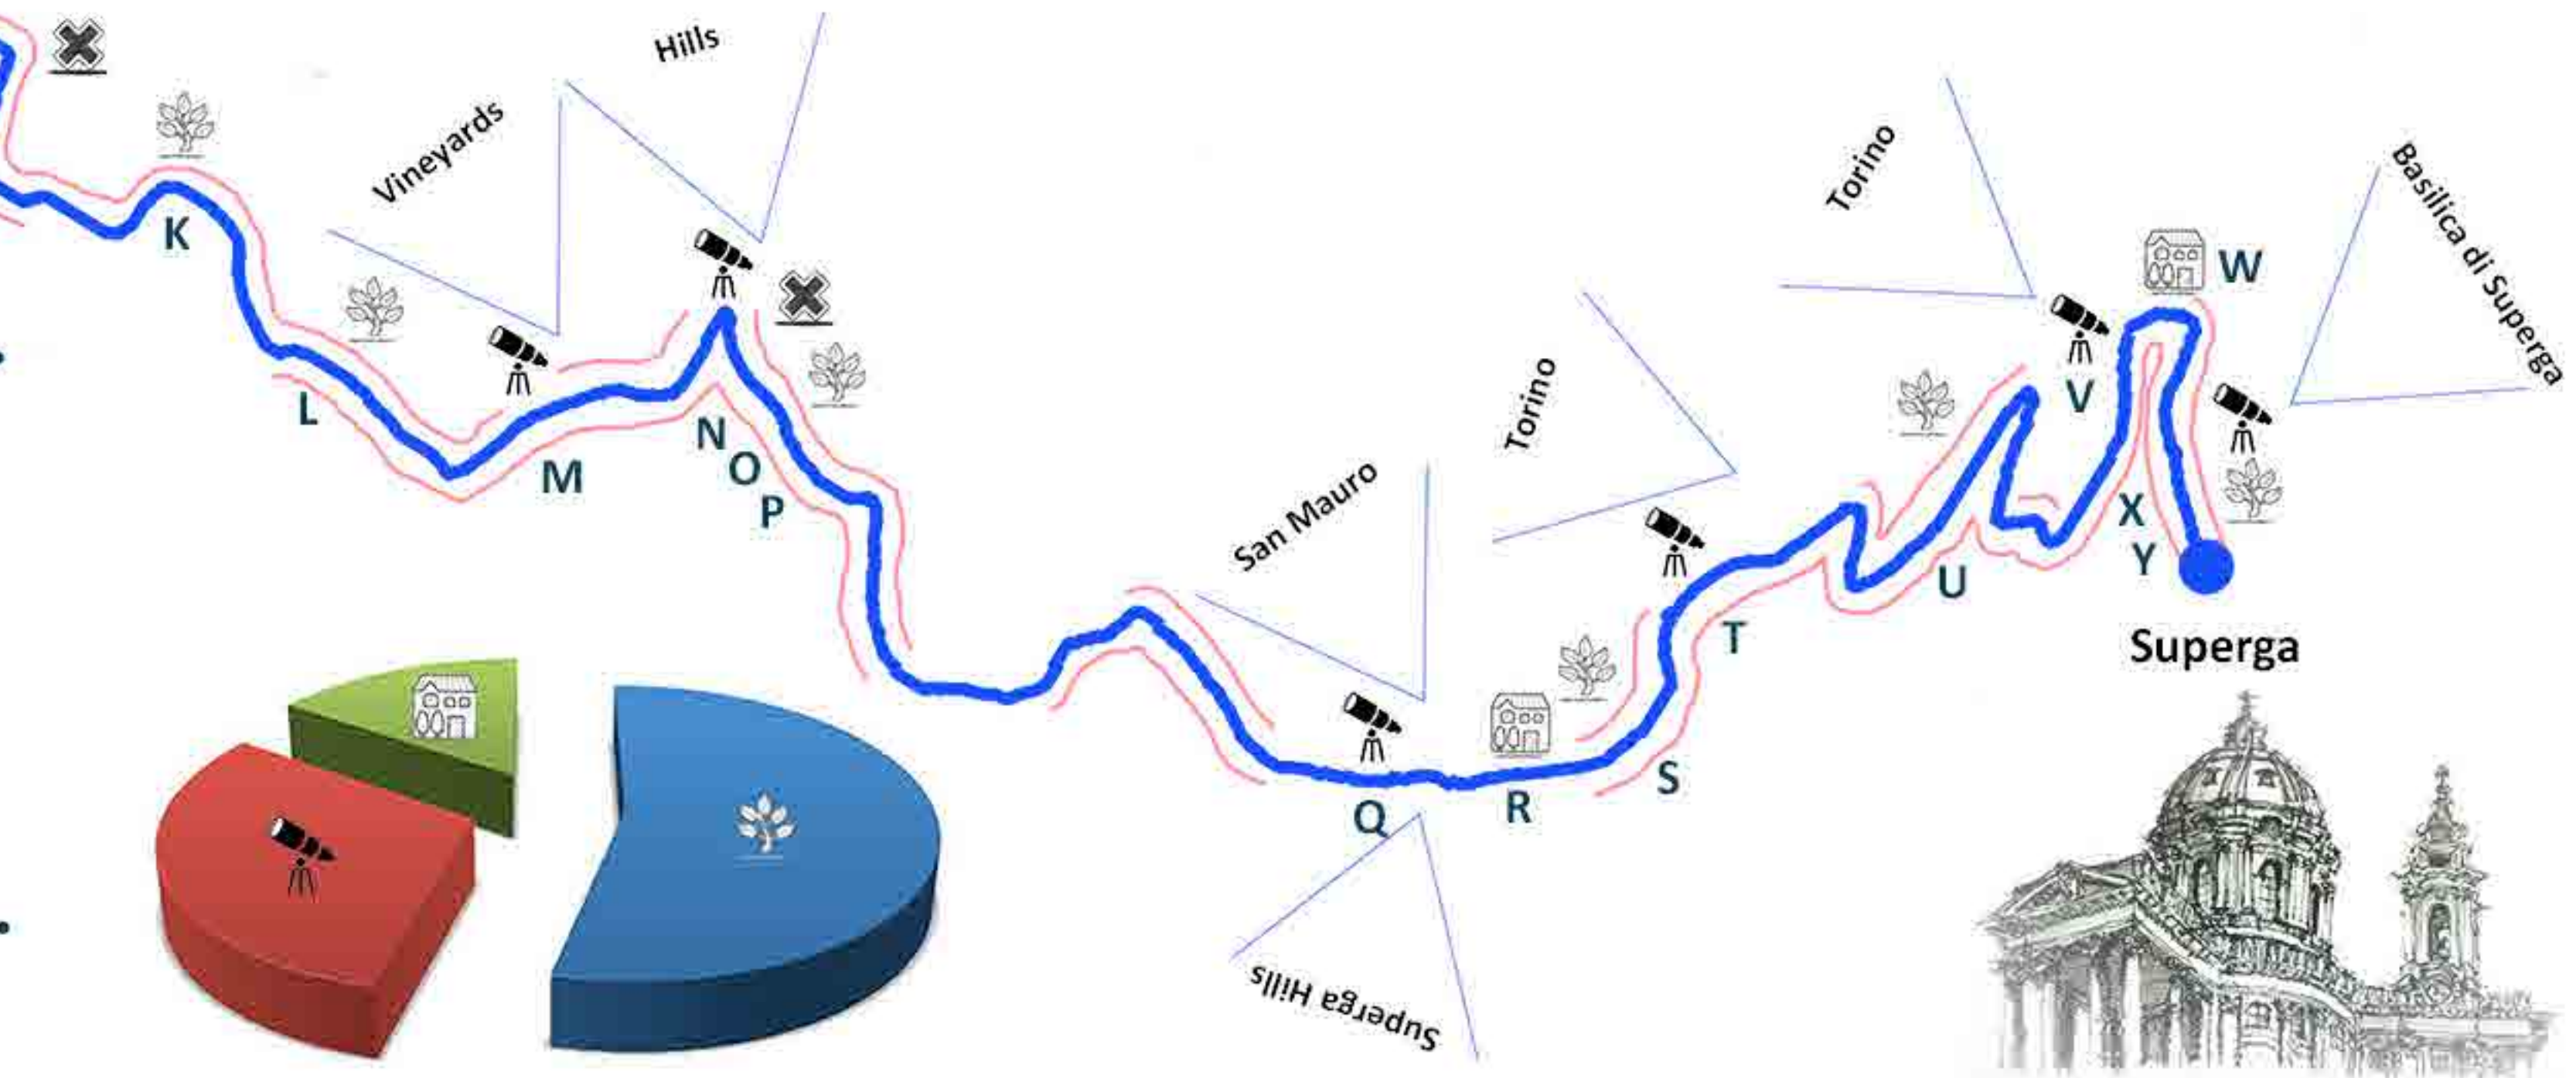 Hills
Vineyards
K
L
M
N
O
P
San Mauro
Superga Hills
Q
R
S
Torino
T
U
Torino
V
W
X
Y
Basilica di Superga
Superga